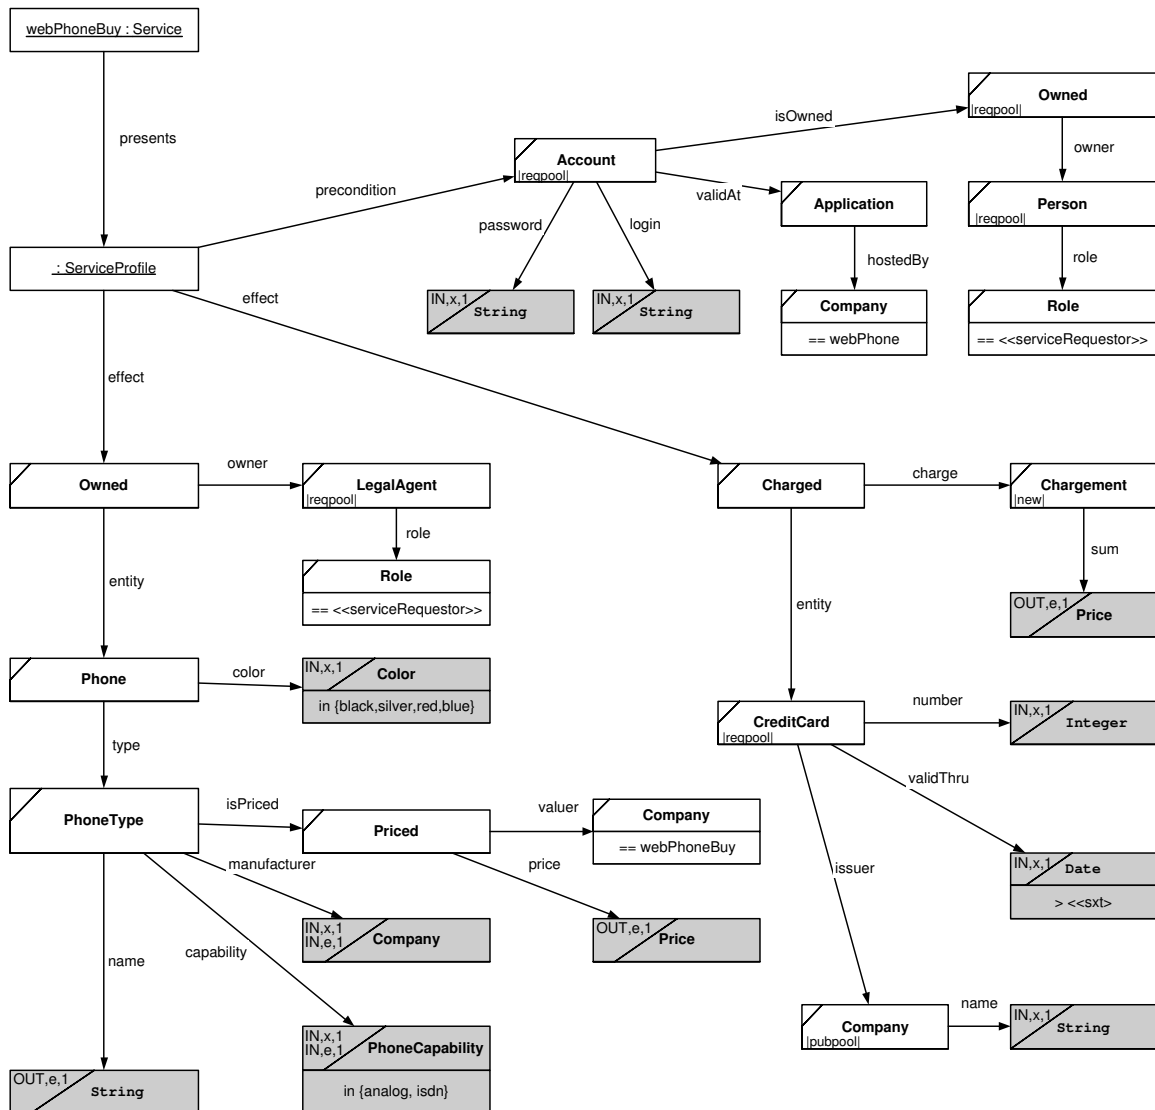 webPhoneBuy : Service
presents
Owned
|reqpool|
isOwned
owner
Account
|reqpool|
precondition
validAt
Application
Person
|reqpool|
password
login
hostedBy
role
: ServiceProfile
effect
IN,x,1
String
IN,x,1
String
Company
== webPhone
Role
== <<serviceRequestor>>
effect
Owned
owner
LegalAgent
|reqpool|
Charged
charge
Chargement
|new|
role
sum
entity
Role
== <<serviceRequestor>>
entity
OUT,e,1
Price
Phone
color
IN,x,1
Color
in {black,silver,red,blue}
CreditCard
|reqpool|
number
IN,x,1
Integer
type
validThru
PhoneType
isPriced
Priced
valuer
Company
== webPhoneBuy
manufacturer
price
issuer
IN,x,1
Date
> <<sxt>
IN,x,1
IN,e,1
Company
OUT,e,1
Price
name
capability
Company
|pubpool|
name
IN,x,1
String
IN,x,1
IN,e,1
PhoneCapability
in {analog, isdn}
OUT,e,1
String